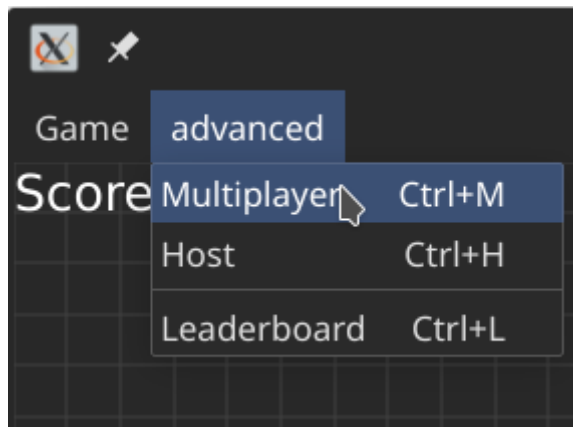 Game advanced
Score
Multiplayer Ctrl+M
Host Ctrl+H
Leaderboard Ctrl+L